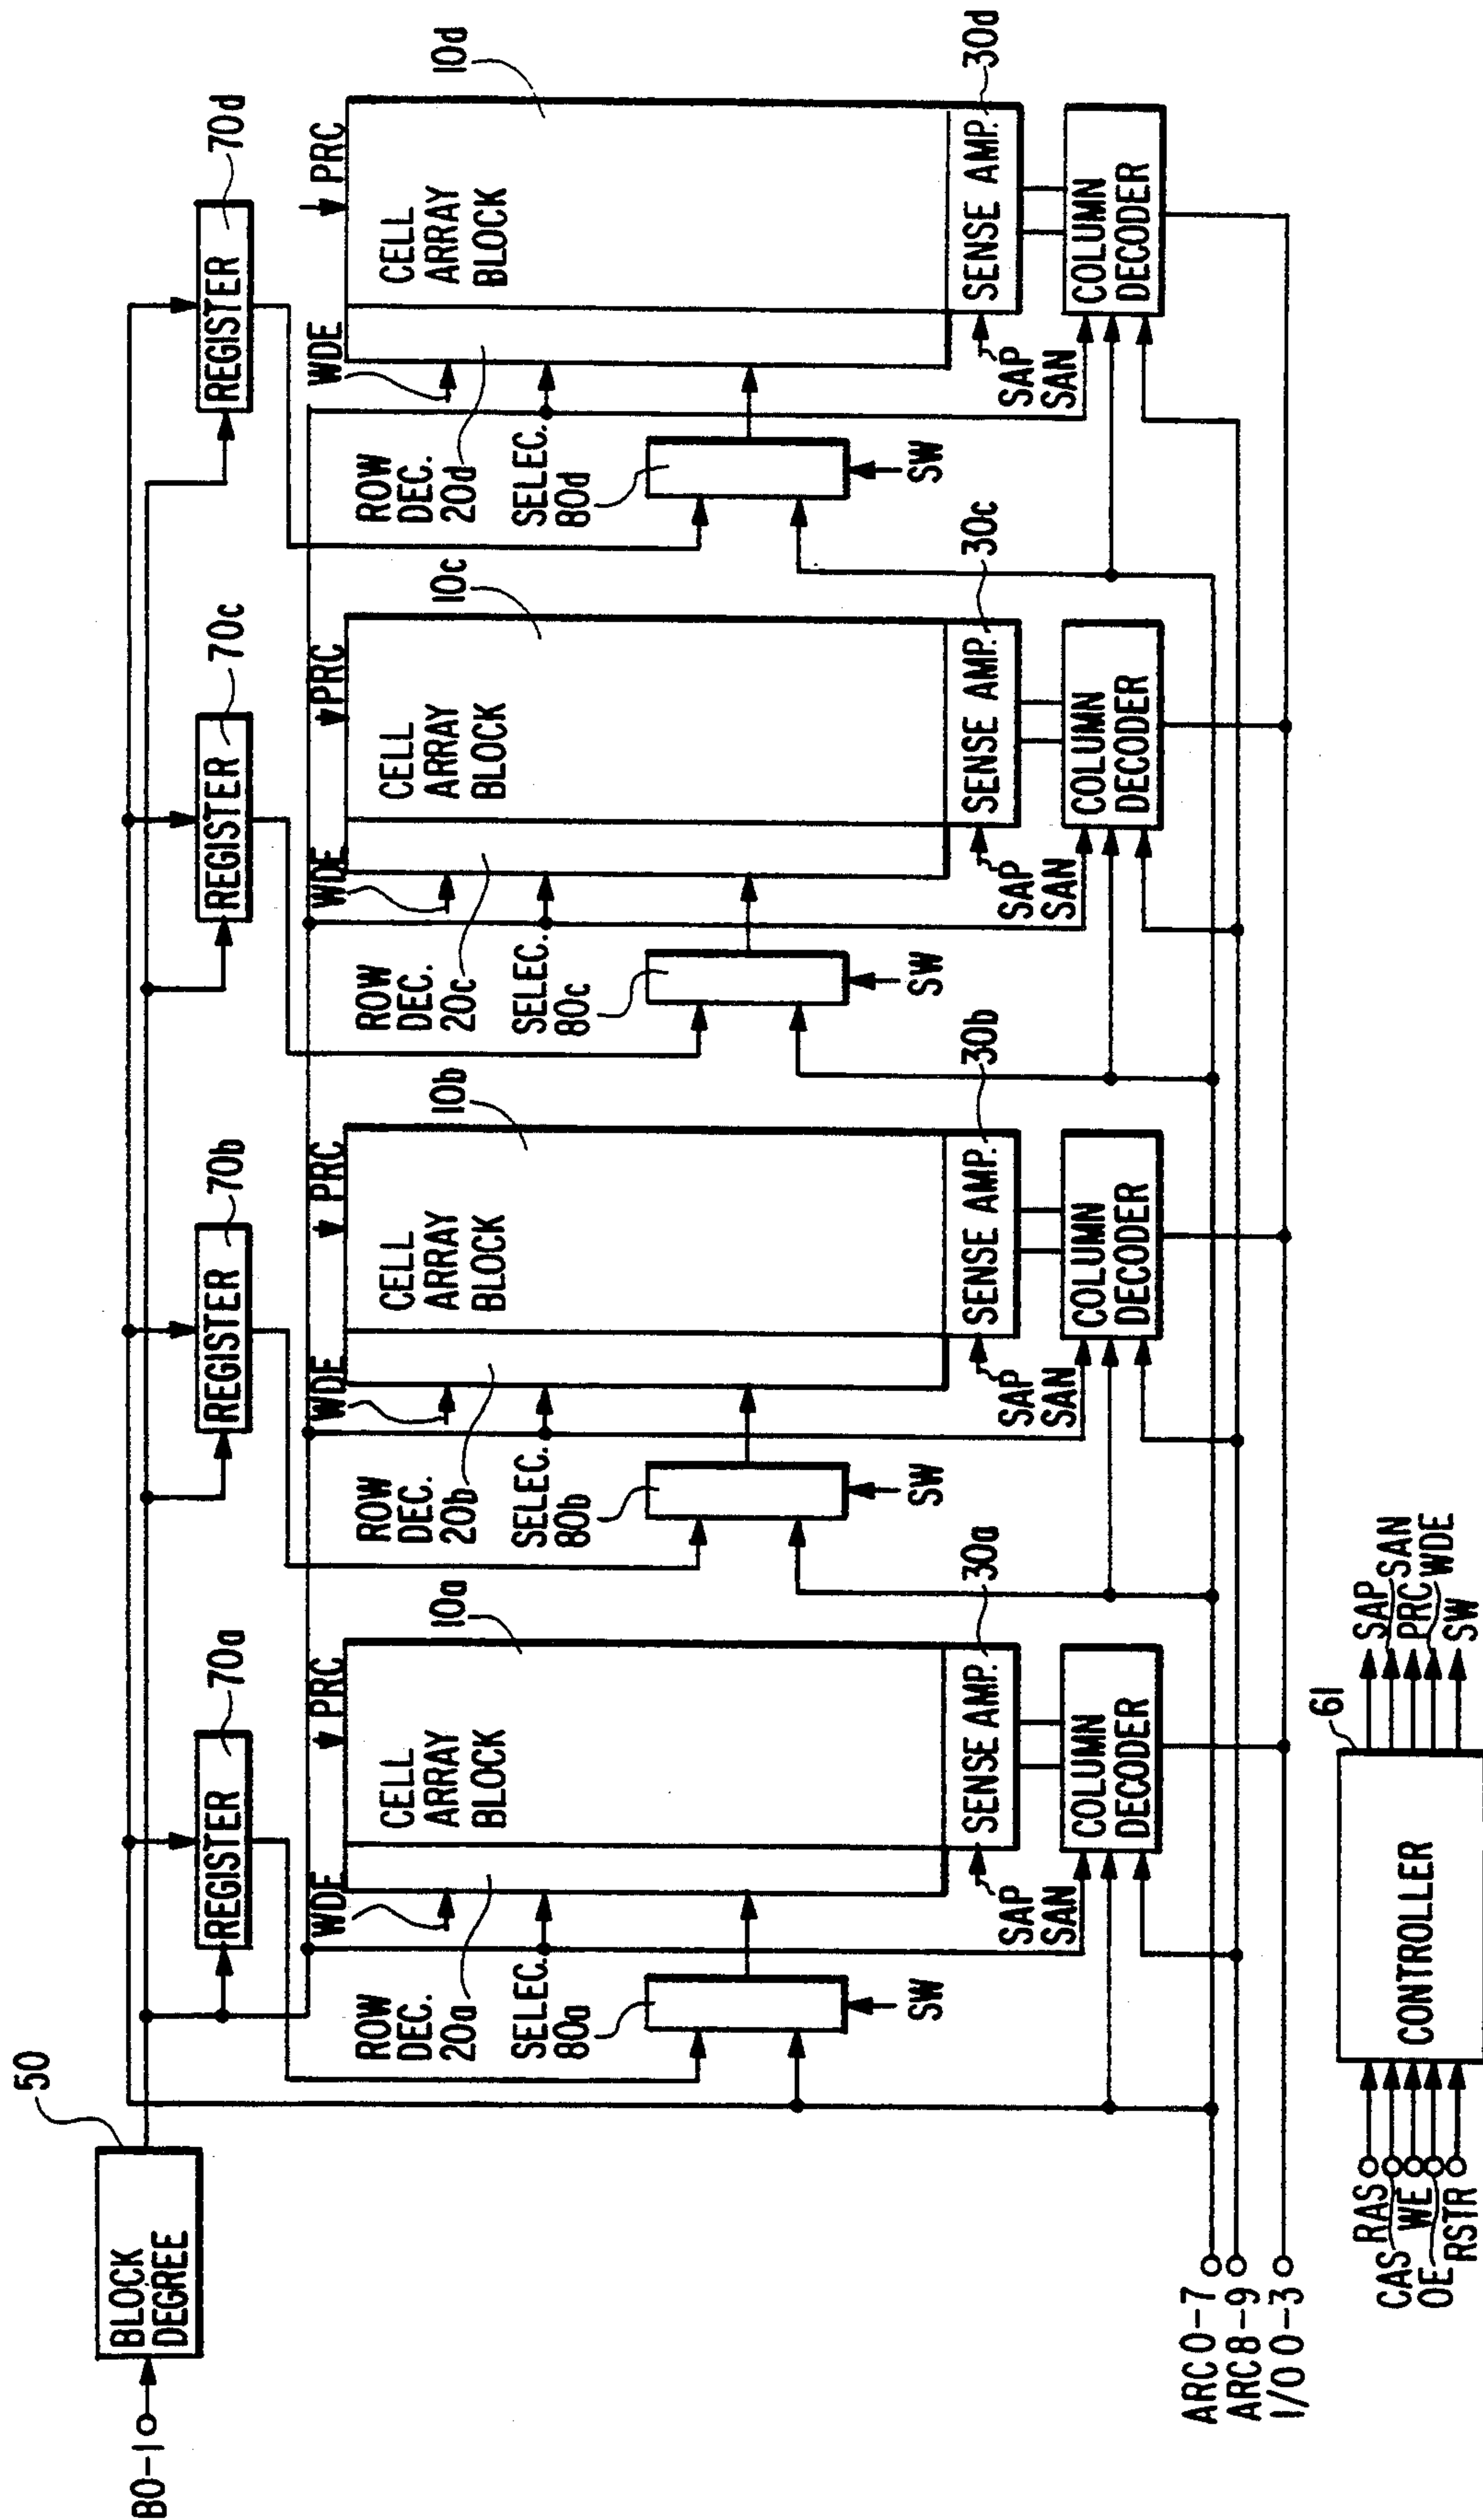 50
B0-1
BLOCK
DEGREE
70a
REGISTER
70b
REGISTER
70c
REGISTER
70d
REGISTER
WDE
PRC
10a
CELL
ARRAY
BLOCK
ROW
DEC.
20a
SELEC.
80a
SW
SAP
SAN
SENSE AMP.
30a
COLUMN
DECODER
WDE
PRC
10b
CELL
ARRAY
BLOCK
ROW
DEC.
20b
SELEC.
80b
SW
SAP
SAN
SENSE AMP.
30b
COLUMN
DECODER
WDE
PRC
10c
CELL
ARRAY
BLOCK
ROW
DEC.
20c
SELEC.
80c
SW
SAP
SAN
SENSE AMP.
30c
COLUMN
DECODER
WDE
PRC
10d
CELL
ARRAY
BLOCK
ROW
DEC.
20d
SELEC.
80d
SW
SAP
SAN
SENSE AMP.
30d
COLUMN
DECODER
ARC0-7
ARC8-9
I/O0-3
RAS
CAS
WE
OE
RSTR
CONTROLLER
61
SAP
SAN
PRC
WDE
SW